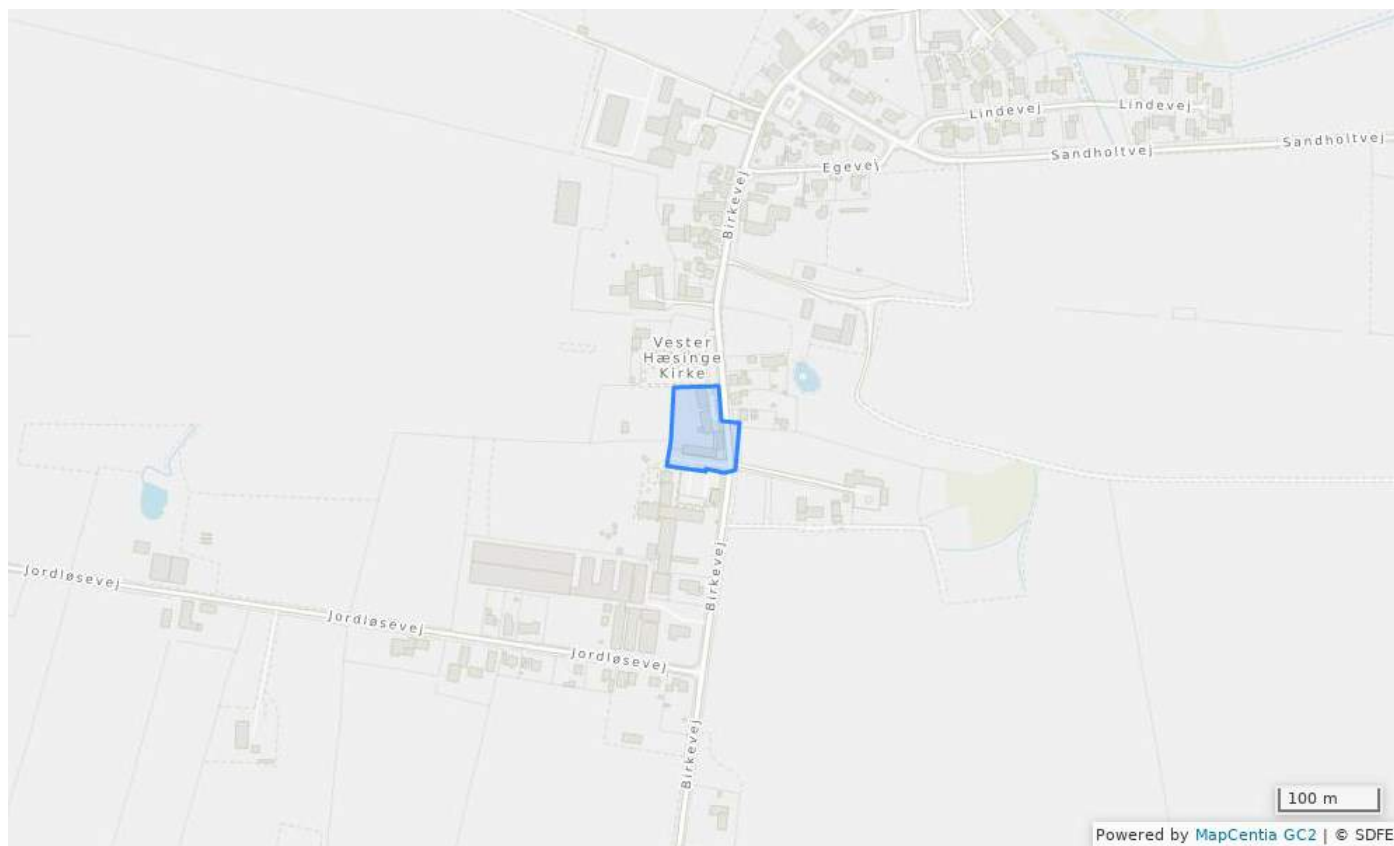 Lindevej
Lindevej
Sandholtvej
Sandholtvej
Egevej
Birkevej
Vester
Hæsinge
Kirke
Birkevej
Jordløsevej
Jordløsevej
Jordløsevej
Birkevej
100 m
Powered by MapCentia GC2 | © SDFE